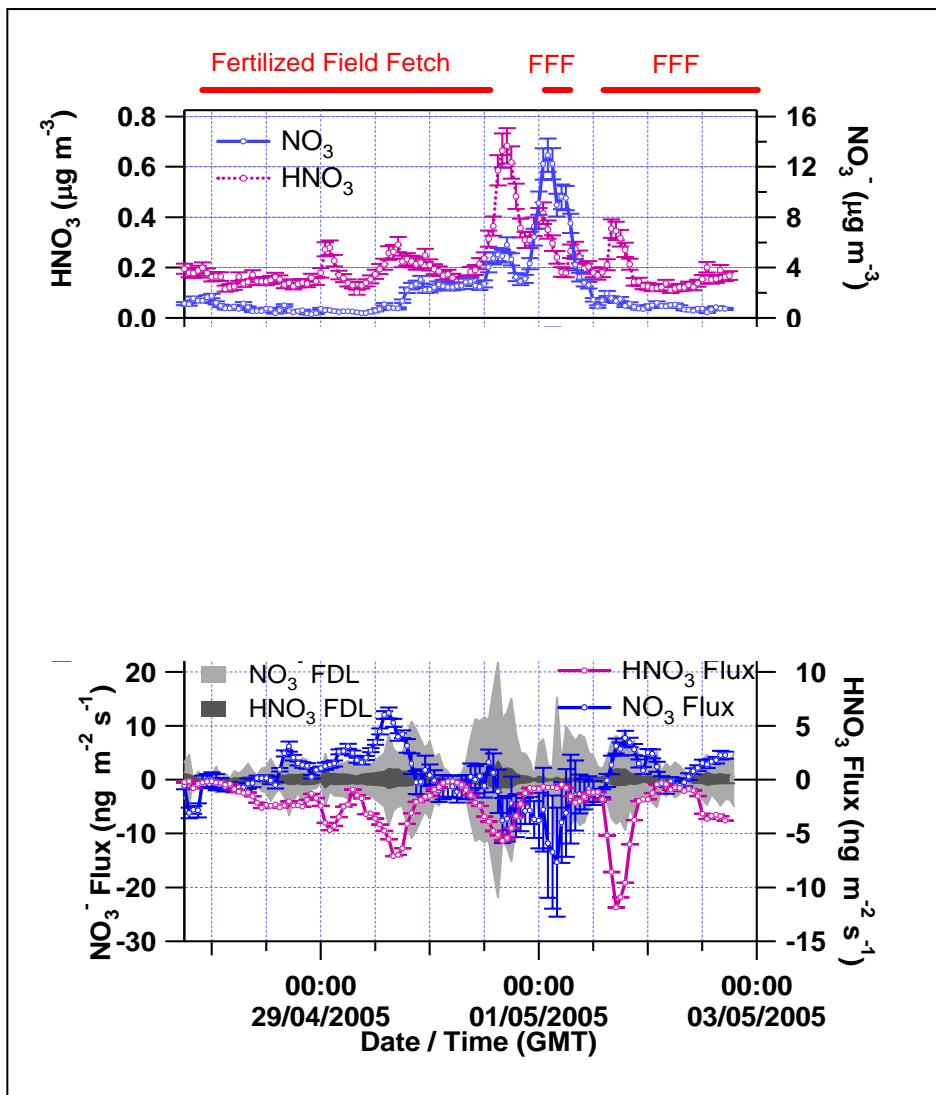 Fertilized Field Fetch FFF FFF
HNO3 (µg m-3)
0.8
0.6
0.4
0.2
0.0
NO3
HNO3
16
12
8
4
0
NO3- (µg m-3)
NO3- Flux (ng m-2 s-1)
20
10
0
-10
-20
-30
NO3- FDL
HNO3 FDL
HNO3 Flux
NO3 Flux
10
5
0
-5
-10
-15
HNO3 Flux (ng m-2 s-1)
00:00 00:00 00:00
29/04/2005 01/05/2005 03/05/2005
Date / Time (GMT)